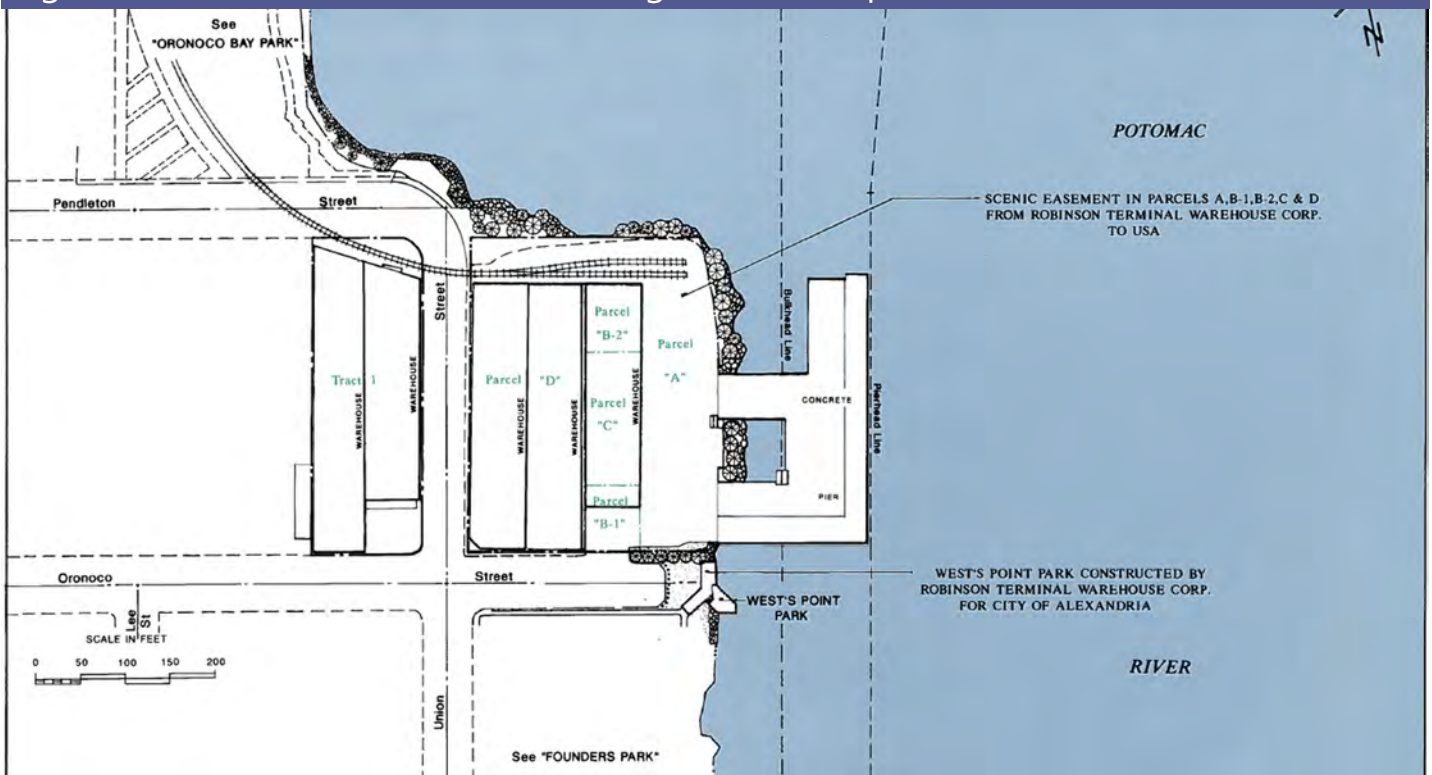 See
"ORONOCO BAY PARK"
N
POTOMAC
SCENIC EASEMENT IN PARCELS A,B-1,B-2,C & D
FROM ROBINSON TERMINAL WAREHOUSE CORP.
TO USA
Pendleton Street
Street
Bulkhead Line
Pierhead Line
Parcel
"B-2"
Parcel
"A"
Tract 1
WAREHOUSE
WAREHOUSE
Parcel "D"
WAREHOUSE
WAREHOUSE
Parcel
"C"
WAREHOUSE
CONCRETE
PIER
Parcel
"B-1"
Oronoco Street
WEST'S POINT
PARK
WEST'S POINT PARK CONSTRUCTED BY
ROBINSON TERMINAL WAREHOUSE CORP.
FOR CITY OF ALEXANDRIA
Lee
St
SCALE IN FEET
0 50 100 150 200
RIVER
Union
See "FOUNDERS PARK"